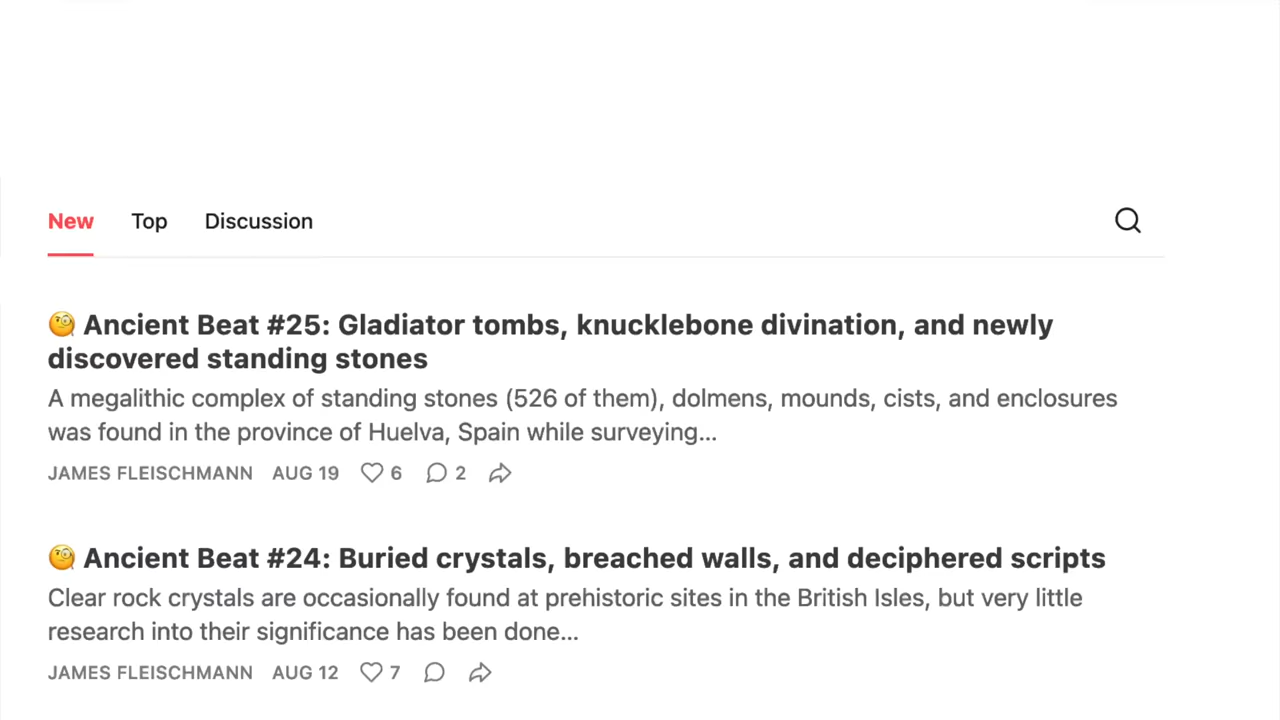 New Top Discussion
🧐 Ancient Beat #25: Gladiator tombs, knucklebone divination, and newly
discovered standing stones
A megalithic complex of standing stones (526 of them), dolmens, mounds, cists, and enclosures
was found in the province of Huelva, Spain while surveying...
JAMES FLEISCHMANN AUG 19 6 2
🧐 Ancient Beat #24: Buried crystals, breached walls, and deciphered scripts
Clear rock crystals are occasionally found at prehistoric sites in the British Isles, but very little
research into their significance has been done...
JAMES FLEISCHMANN AUG 12 7